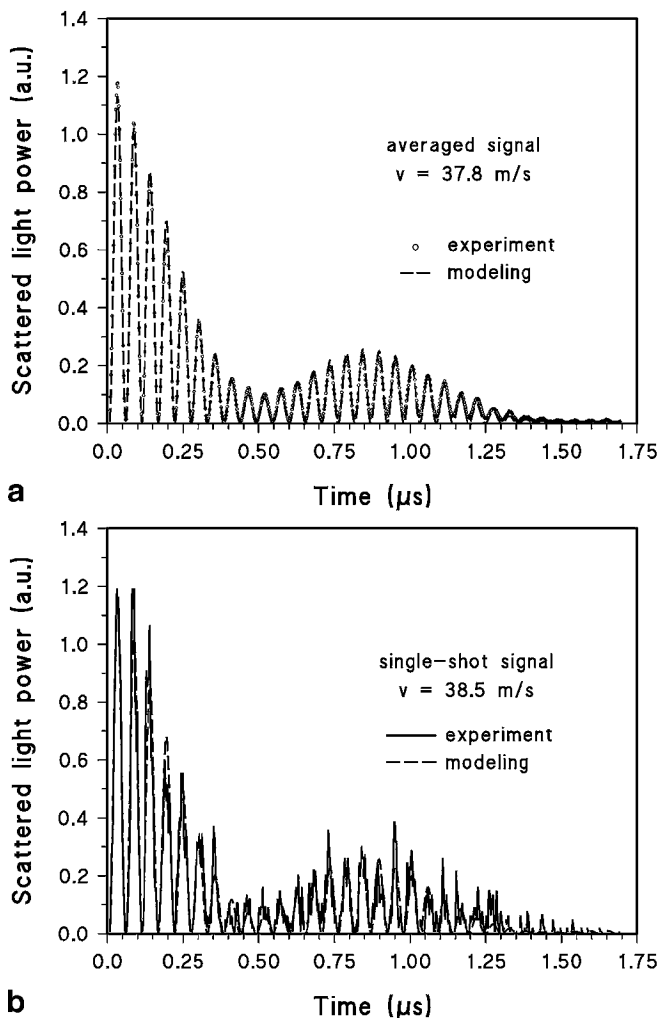 1.4
1.2
1.0
0.8
0.6
0.4
0.2
0.0
Scattered light power (a.u.)
averaged signal
v = 37.8 m/s
experiment
modeling
0.0 0.25 0.50 0.75 1.00 1.25 1.50 1.75
Time (μs)
a
1.4
1.2
1.0
0.8
0.6
0.4
0.2
0.0
Scattered light power (a.u.)
single-shot signal
v = 38.5 m/s
experiment
modeling
0.00 0.25 0.50 0.75 1.00 1.25 1.50 1.75
Time (μs)
b